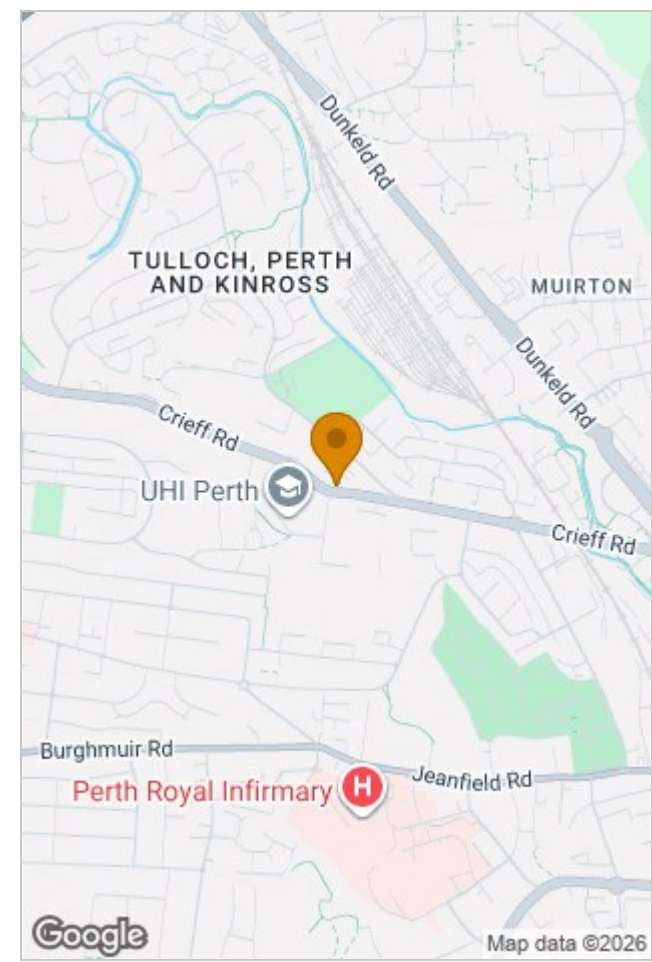 Dunkeld Rd
TULLOCH, PERTH
AND KINROSS
MUIRTON
Dunkeld Rd
Crieff Rd
UHI Perth
Crieff Rd
Burghmuir Rd
Jeanfield Rd
Perth Royal Infirmary
H
Google
Map data ©2026